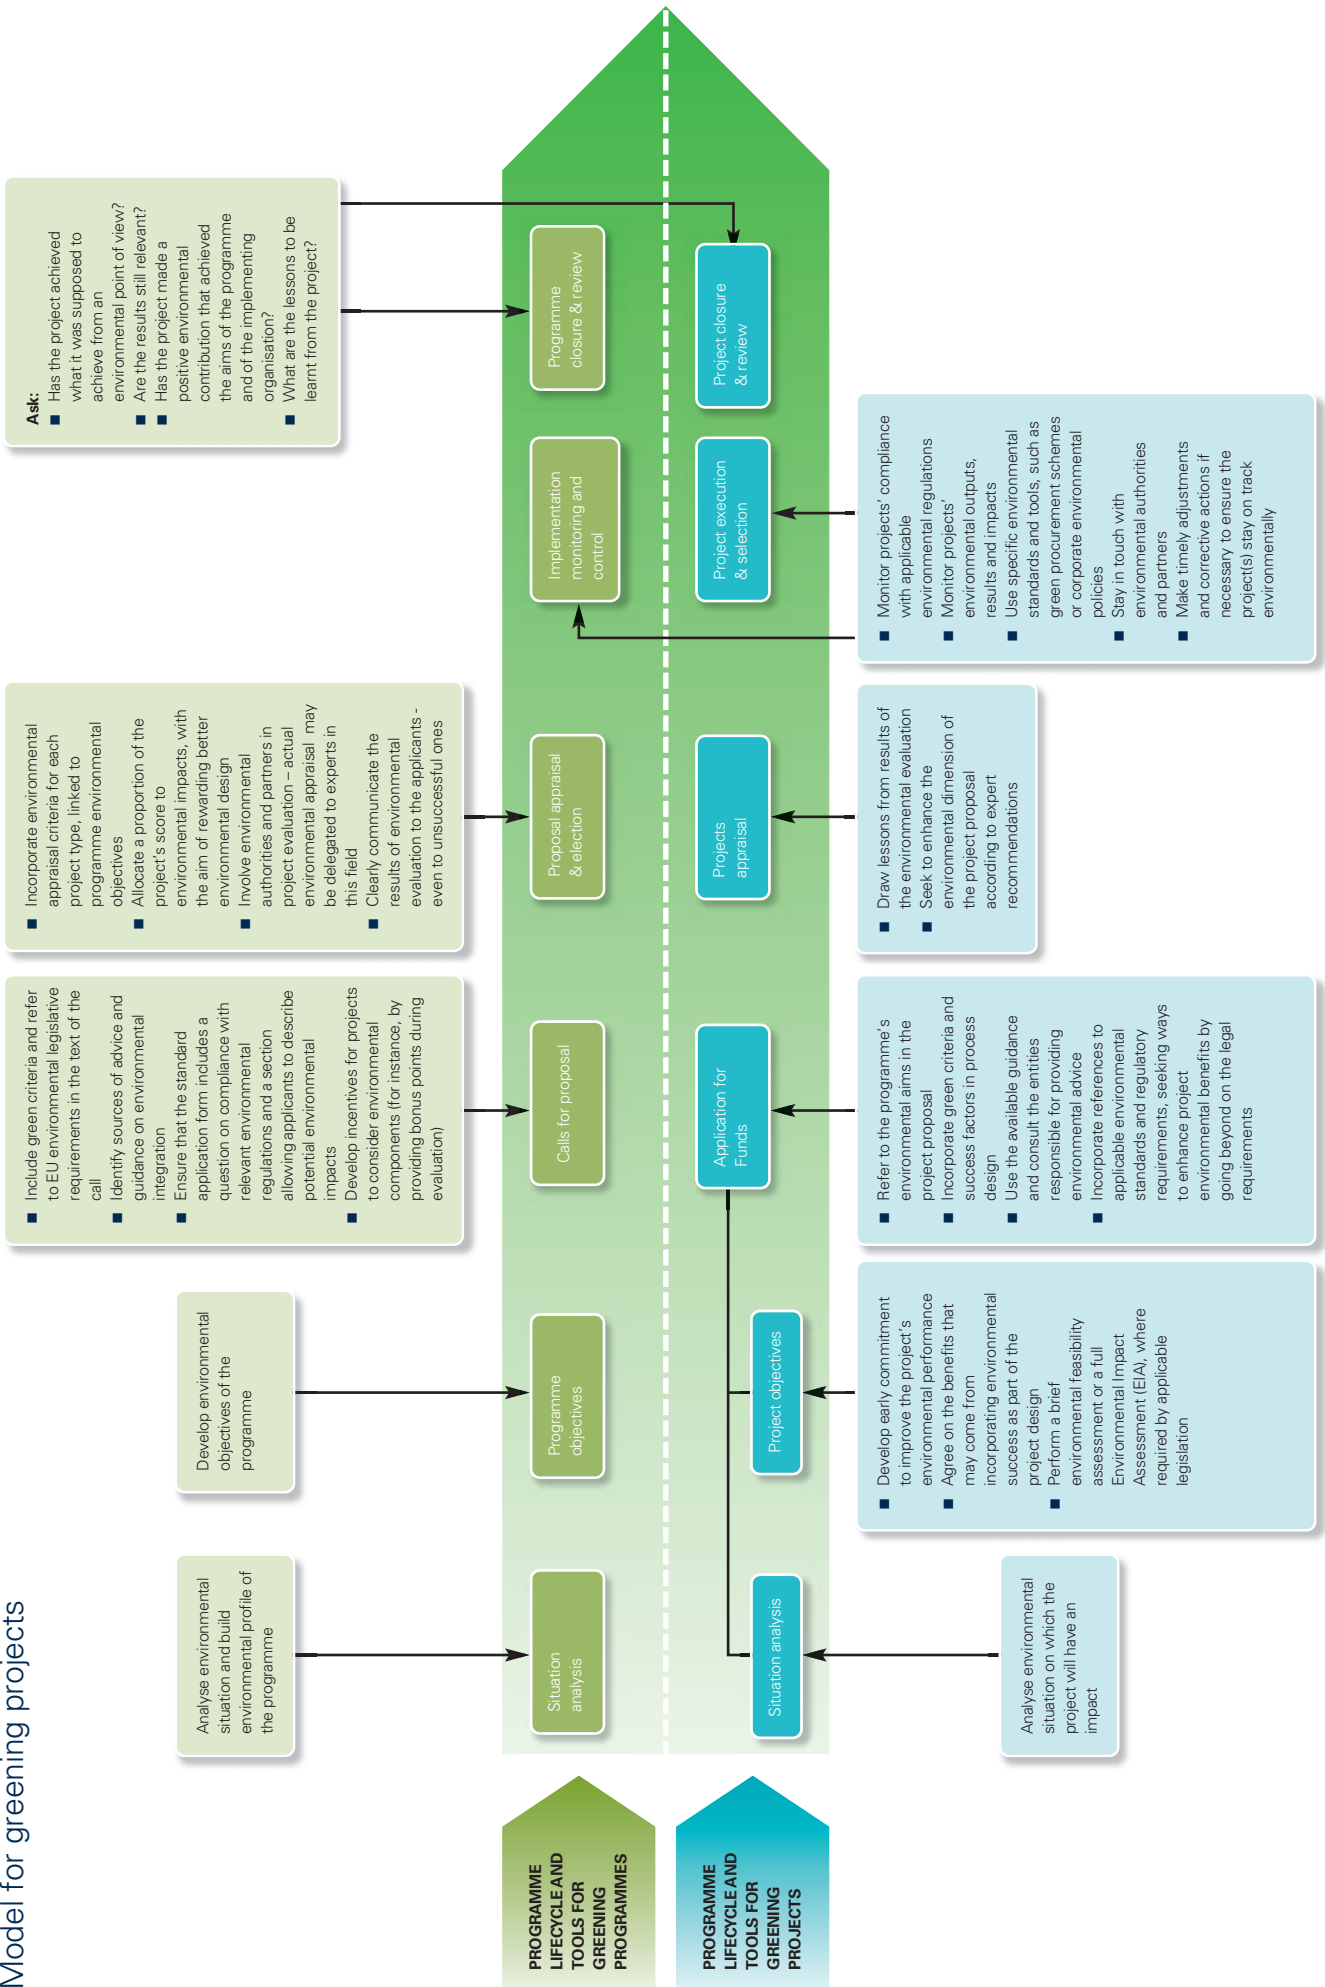 Model for greening projects
Analyse environmental
situation and build
environmental profile of
the programme
Develop environmental
objectives of the
programme
■ Include green criteria and refer
to EU environmental legislative
requirements in the text of the
call
■ Identify sources of advice and
guidance on environmental
integration
■ Ensure that the standard
application form includes a
question on compliance with
relevant environmental
regulations and a section
allowing applicants to describe
potential environmental
impacts
■ Develop incentives for projects
to consider environmental
components (for instance, by
providing bonus points during
evaluation)
■ Incorporate environmental
appraisal criteria for each
project type, linked to
programme environmental
objectives
■ Allocate a proportion of the
project's score to
environmental impacts, with
the aim of rewarding better
environmental design
■ Involve environmental
authorities and partners in
project evaluation – actual
environmental appraisal may
be delegated to experts in
this field
■ Clearly communicate the
results of environmental
evaluation to the applicants -
even to unsuccessful ones
Ask:
■ Has the project achieved
what it was supposed to
achieve from an
environmental point of view?
■ Are the results still relevant?
■ Has the project made a
positive environmental
contribution that achieved
the aims of the programme
and of the implementing
organisation?
■ What are the lessons to be
learnt from the project?
PROGRAMME
LIFECYCLE AND
TOOLS FOR
GREENING
PROGRAMMES
Situation
analysis
Programme
objectives
Calls for proposal
Proposal appraisal
& election
Implementation
monitoring and
control
Programme
closure & review
PROGRAMME
LIFECYCLE AND
TOOLS FOR
GREENING
PROJECTS
Situation analysis
Project objectives
Application for
Funds
Projects
appraisal
Project execution
& selection
Project closure
& review
Analyse environmental
situation on which the
project will have an
impact
■ Develop early commitment
to improve the project's
environmental performance
■ Agree on the benefits that
may come from
incorporating environmental
success as part of the
project design
■ Perform a brief
environmental feasibility
assessment or a full
Environmental Impact
Assessment (EIA), where
required by applicable
legislation
■ Refer to the programme's
environmental aims in the
project proposal
■ Incorporate green criteria and
success factors in process
design
■ Use the available guidance
and consult the entities
responsible for providing
environmental advice
■ Incorporate references to
applicable environmental
standards and regulatory
requirements, seeking ways
to enhance project
environmental benefits by
going beyond on the legal
requirements
■ Draw lessons from results of
the environmental evaluation
■ Seek to enhance the
environmental dimension of
the project proposal
according to expert
recommendations
■ Monitor projects' compliance
with applicable
environmental regulations
■ Monitor projects'
environmental outputs,
results and impacts
■ Use specific environmental
standards and tools, such as
green procurement schemes
or corporate environmental
policies
■ Stay in touch with
environmental authorities
and partners
■ Make timely adjustments
and corrective actions if
necessary to ensure the
project(s) stay on track
environmentally